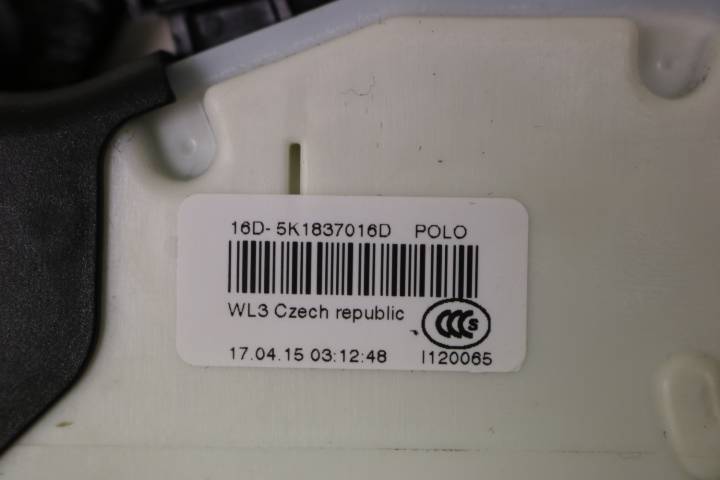 16D- 5K1837016D POLO
WL3 Czech republic
CCC S
17.04.15 03:12:48 I120065